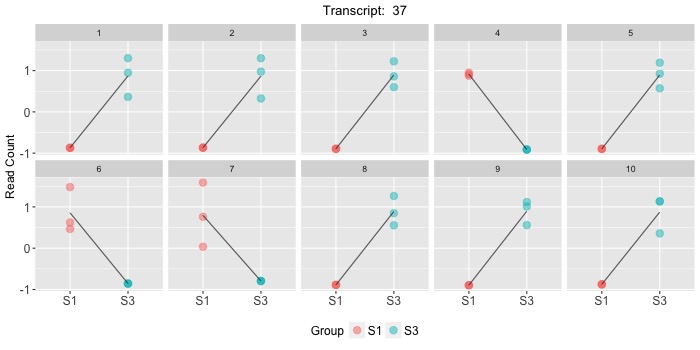 Transcript: 37
1 2 3 4 5
1
0
-1
6 7 8 9 10
1
0
-1
S1 S3 S1 S3 S1 S3 S1 S3 S1 S3
Read Count
Group S1 S3